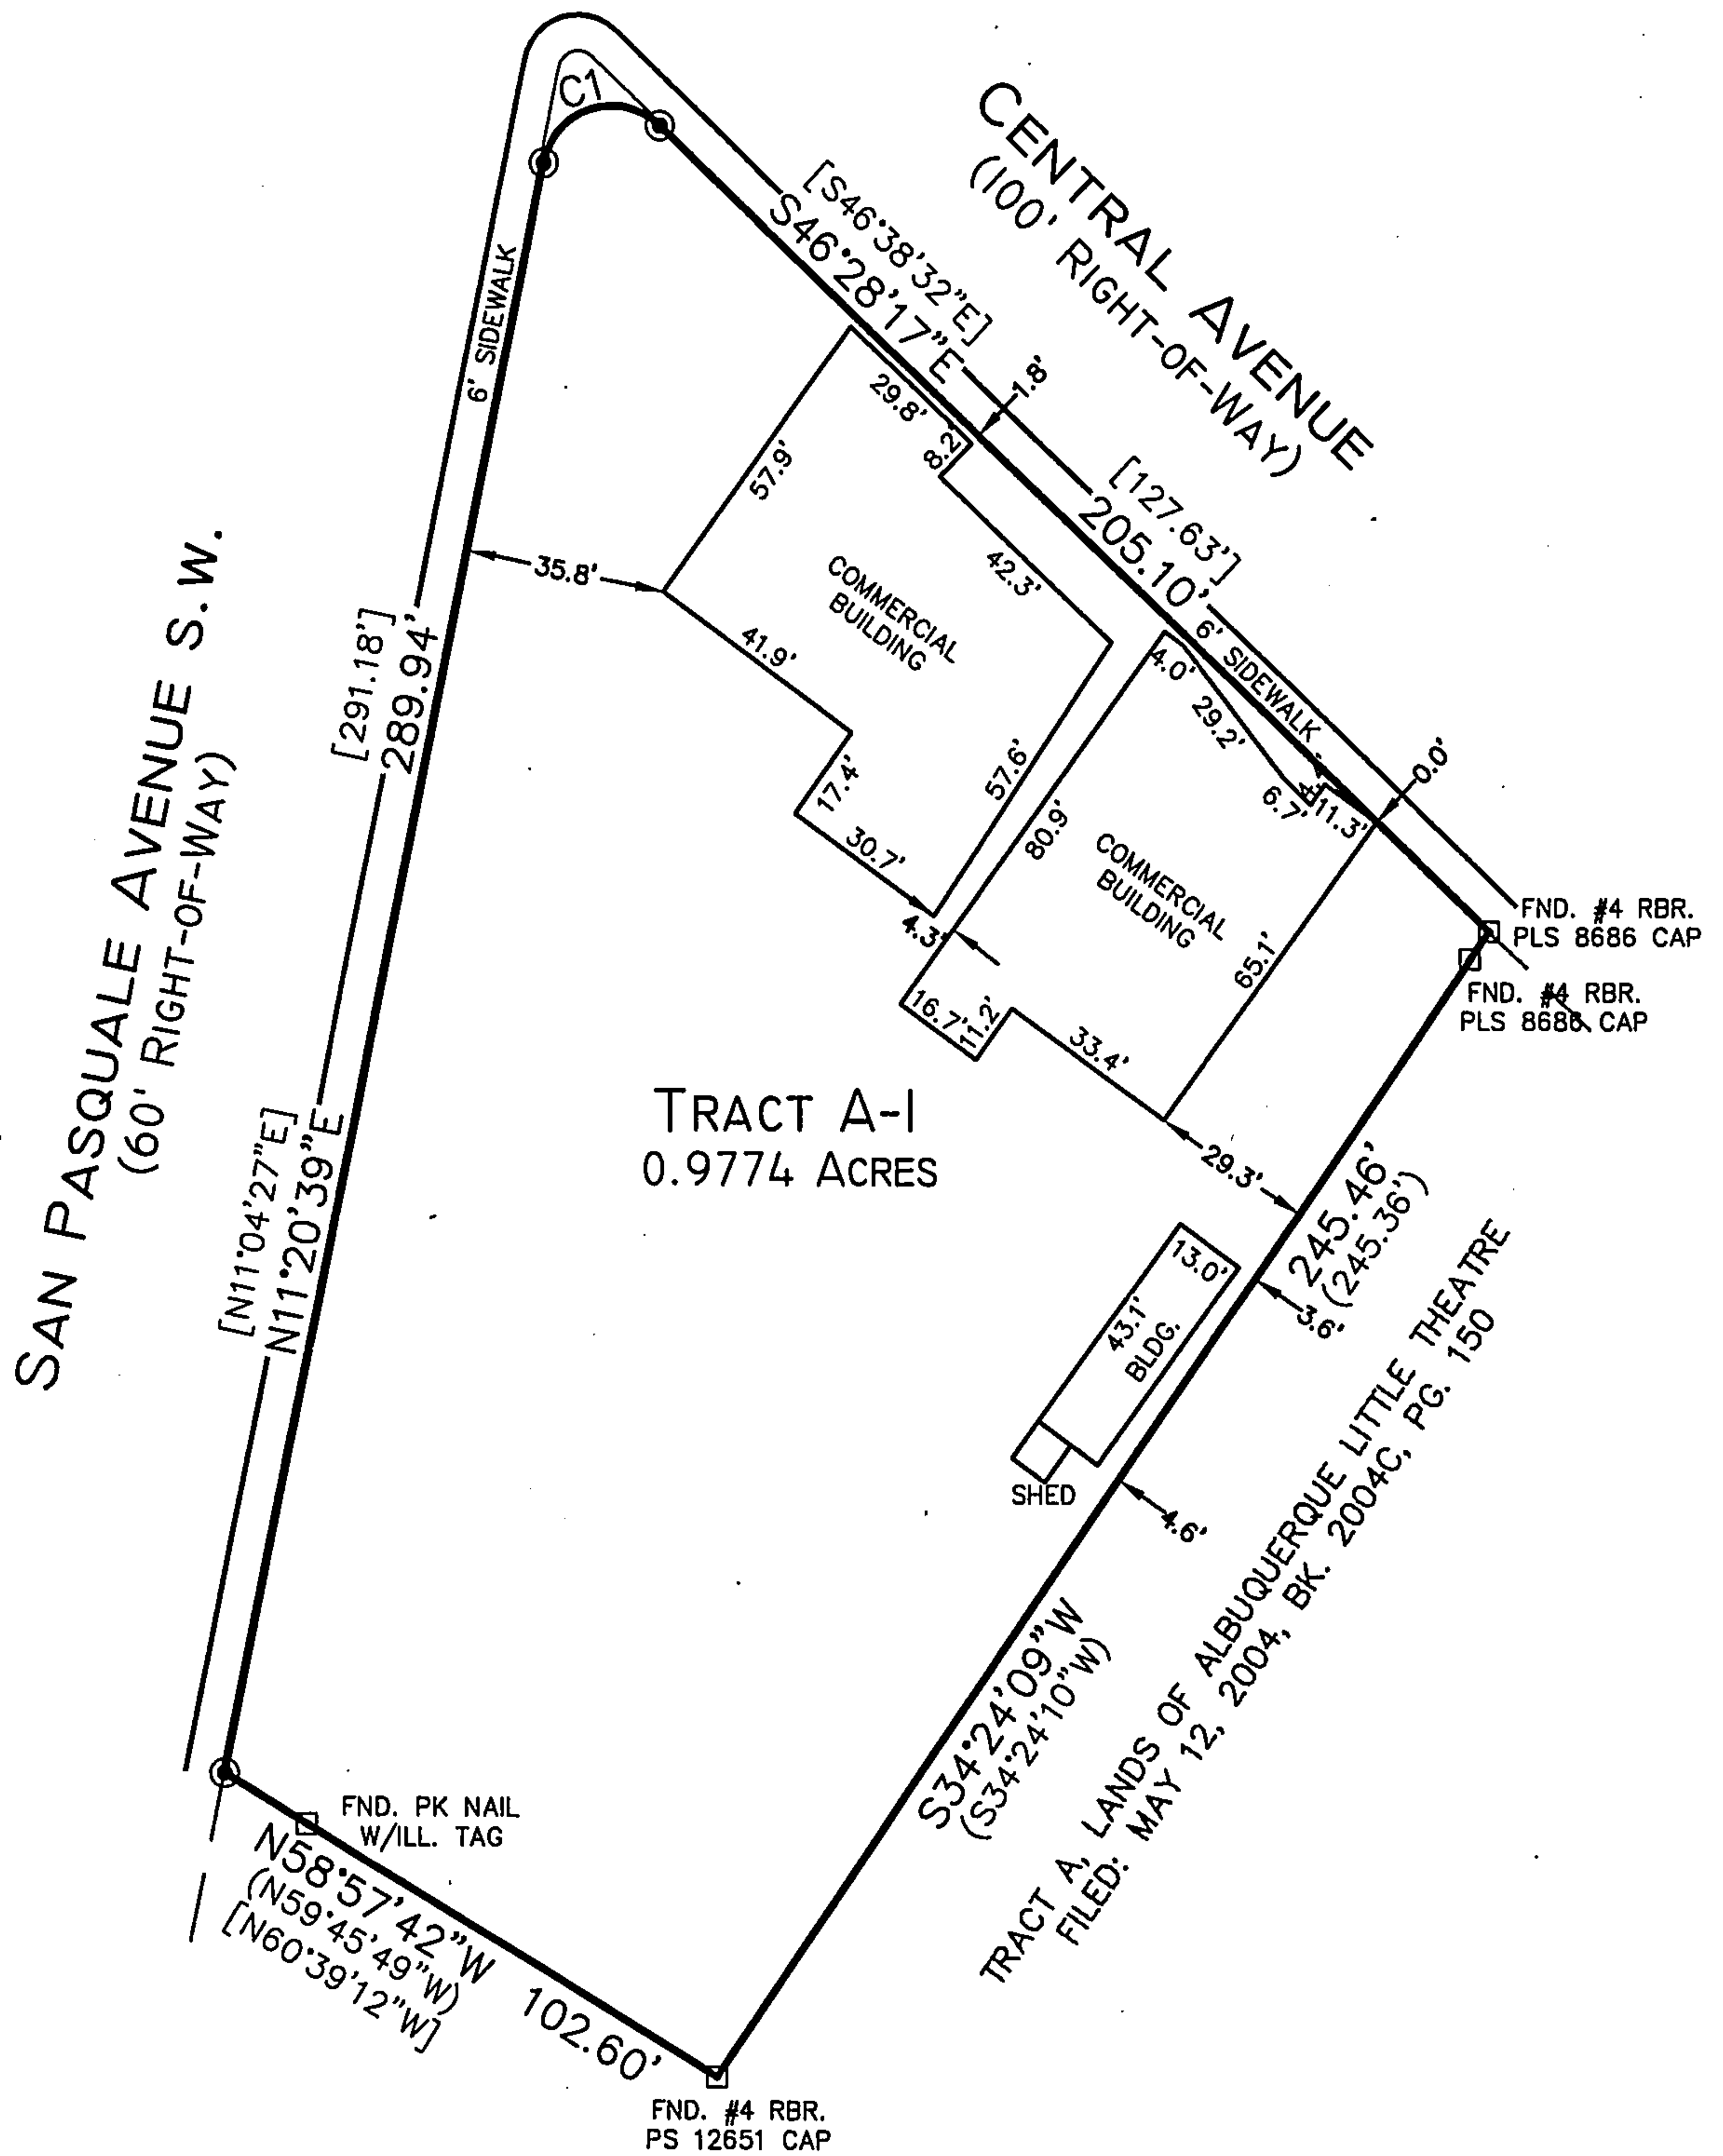 C1
CENTRAL AVENUE
(100' RIGHT-OF-WAY)
[S46°38'32"E]
S46°28'17"E
1.8'
[127.63']
205.10'
6' SIDEWALK
6' SIDEWALK
29.8'
8.2'
57.9'
42.3'
COMMERCIAL
BUILDING
35.8'
41.9'
17.4'
30.7'
57.6'
4.3'
4.0'
29.2'
6.7'
11.3'
0.0'
80.9'
COMMERCIAL
BUILDING
65.1'
16.7'
11.2'
33.4'
29.3'
FND. #4 RBR.
PLS 8686 CAP
FND. #4 RBR.
PLS 8686 CAP
SAN PASQUALE AVENUE S.W.
(60' RIGHT-OF-WAY)
[291.18']
289.94'
[N11°04'27"E]
N11°20'39"E
TRACT A-1
0.9774 ACRES
245.46'
(245.36')
13.0'
43.1'
BLDG.
3.6'
SHED
4.6'
S34°24'09"W
(S34°24'10"W)
TRACT A, LANDS OF ALBUQUERQUE LITTLE THEATRE
FILED: MAY 12, 2004, BK. 2004C, PG. 150
FND. PK NAIL
W/ILL. TAG
N58°57'42"W 102.60'
(N59°45'49"W)
[N60°39'12"W]
FND. #4 RBR.
PS 12651 CAP